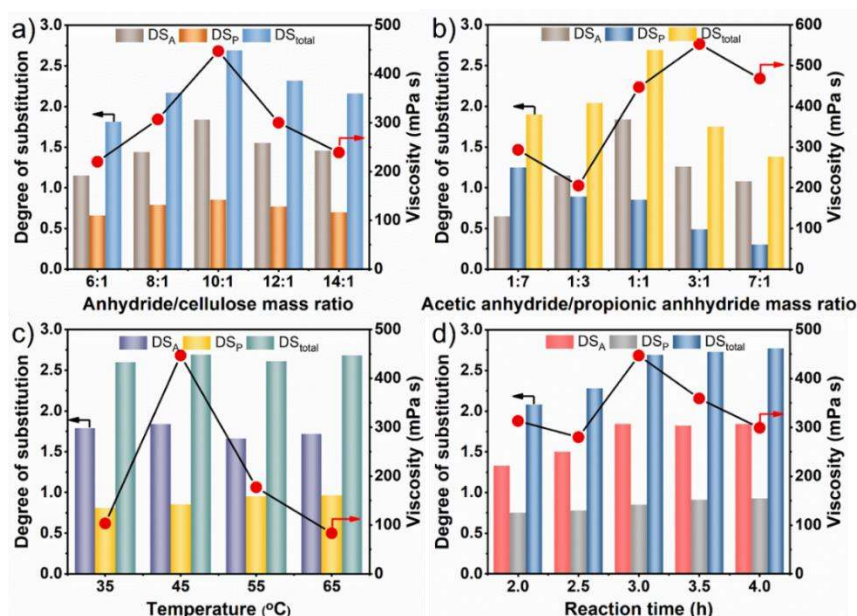 a)
DS_A DS_P DS_total
Degree of substitution
3.0
2.5
2.0
1.5
1.0
0.5
0.0
500
450
400
300
200
100
0
Viscosity (mPa s)
6:1 8:1 10:1 12:1 14:1
Anhydride/cellulose mass ratio
b)
DS_A DS_P DS_total
Degree of substitution
3.0
2.5
2.0
1.5
1.0
0.5
0.0
600
500
400
300
200
100
0
Viscosity (mPa s)
1:7 1:3 1:1 3:1 7:1
Acetic anhydride/propionic anhhydride mass ratio
c)
DS_A DS_P DS_total
Degree of substitution
3.0
2.5
2.0
1.5
1.0
0.5
0.0
500
400
300
200
100
0
Viscosity (mPa s)
35 45 55 65
Temperature (°C)
d)
DS_A DS_P DS_total
Degree of substitution
3.0
2.5
2.0
1.5
1.0
0.5
0.0
500
400
300
200
100
0
Viscosity (mPa s)
2.0 2.5 3.0 3.5 4.0
Reaction time (h)